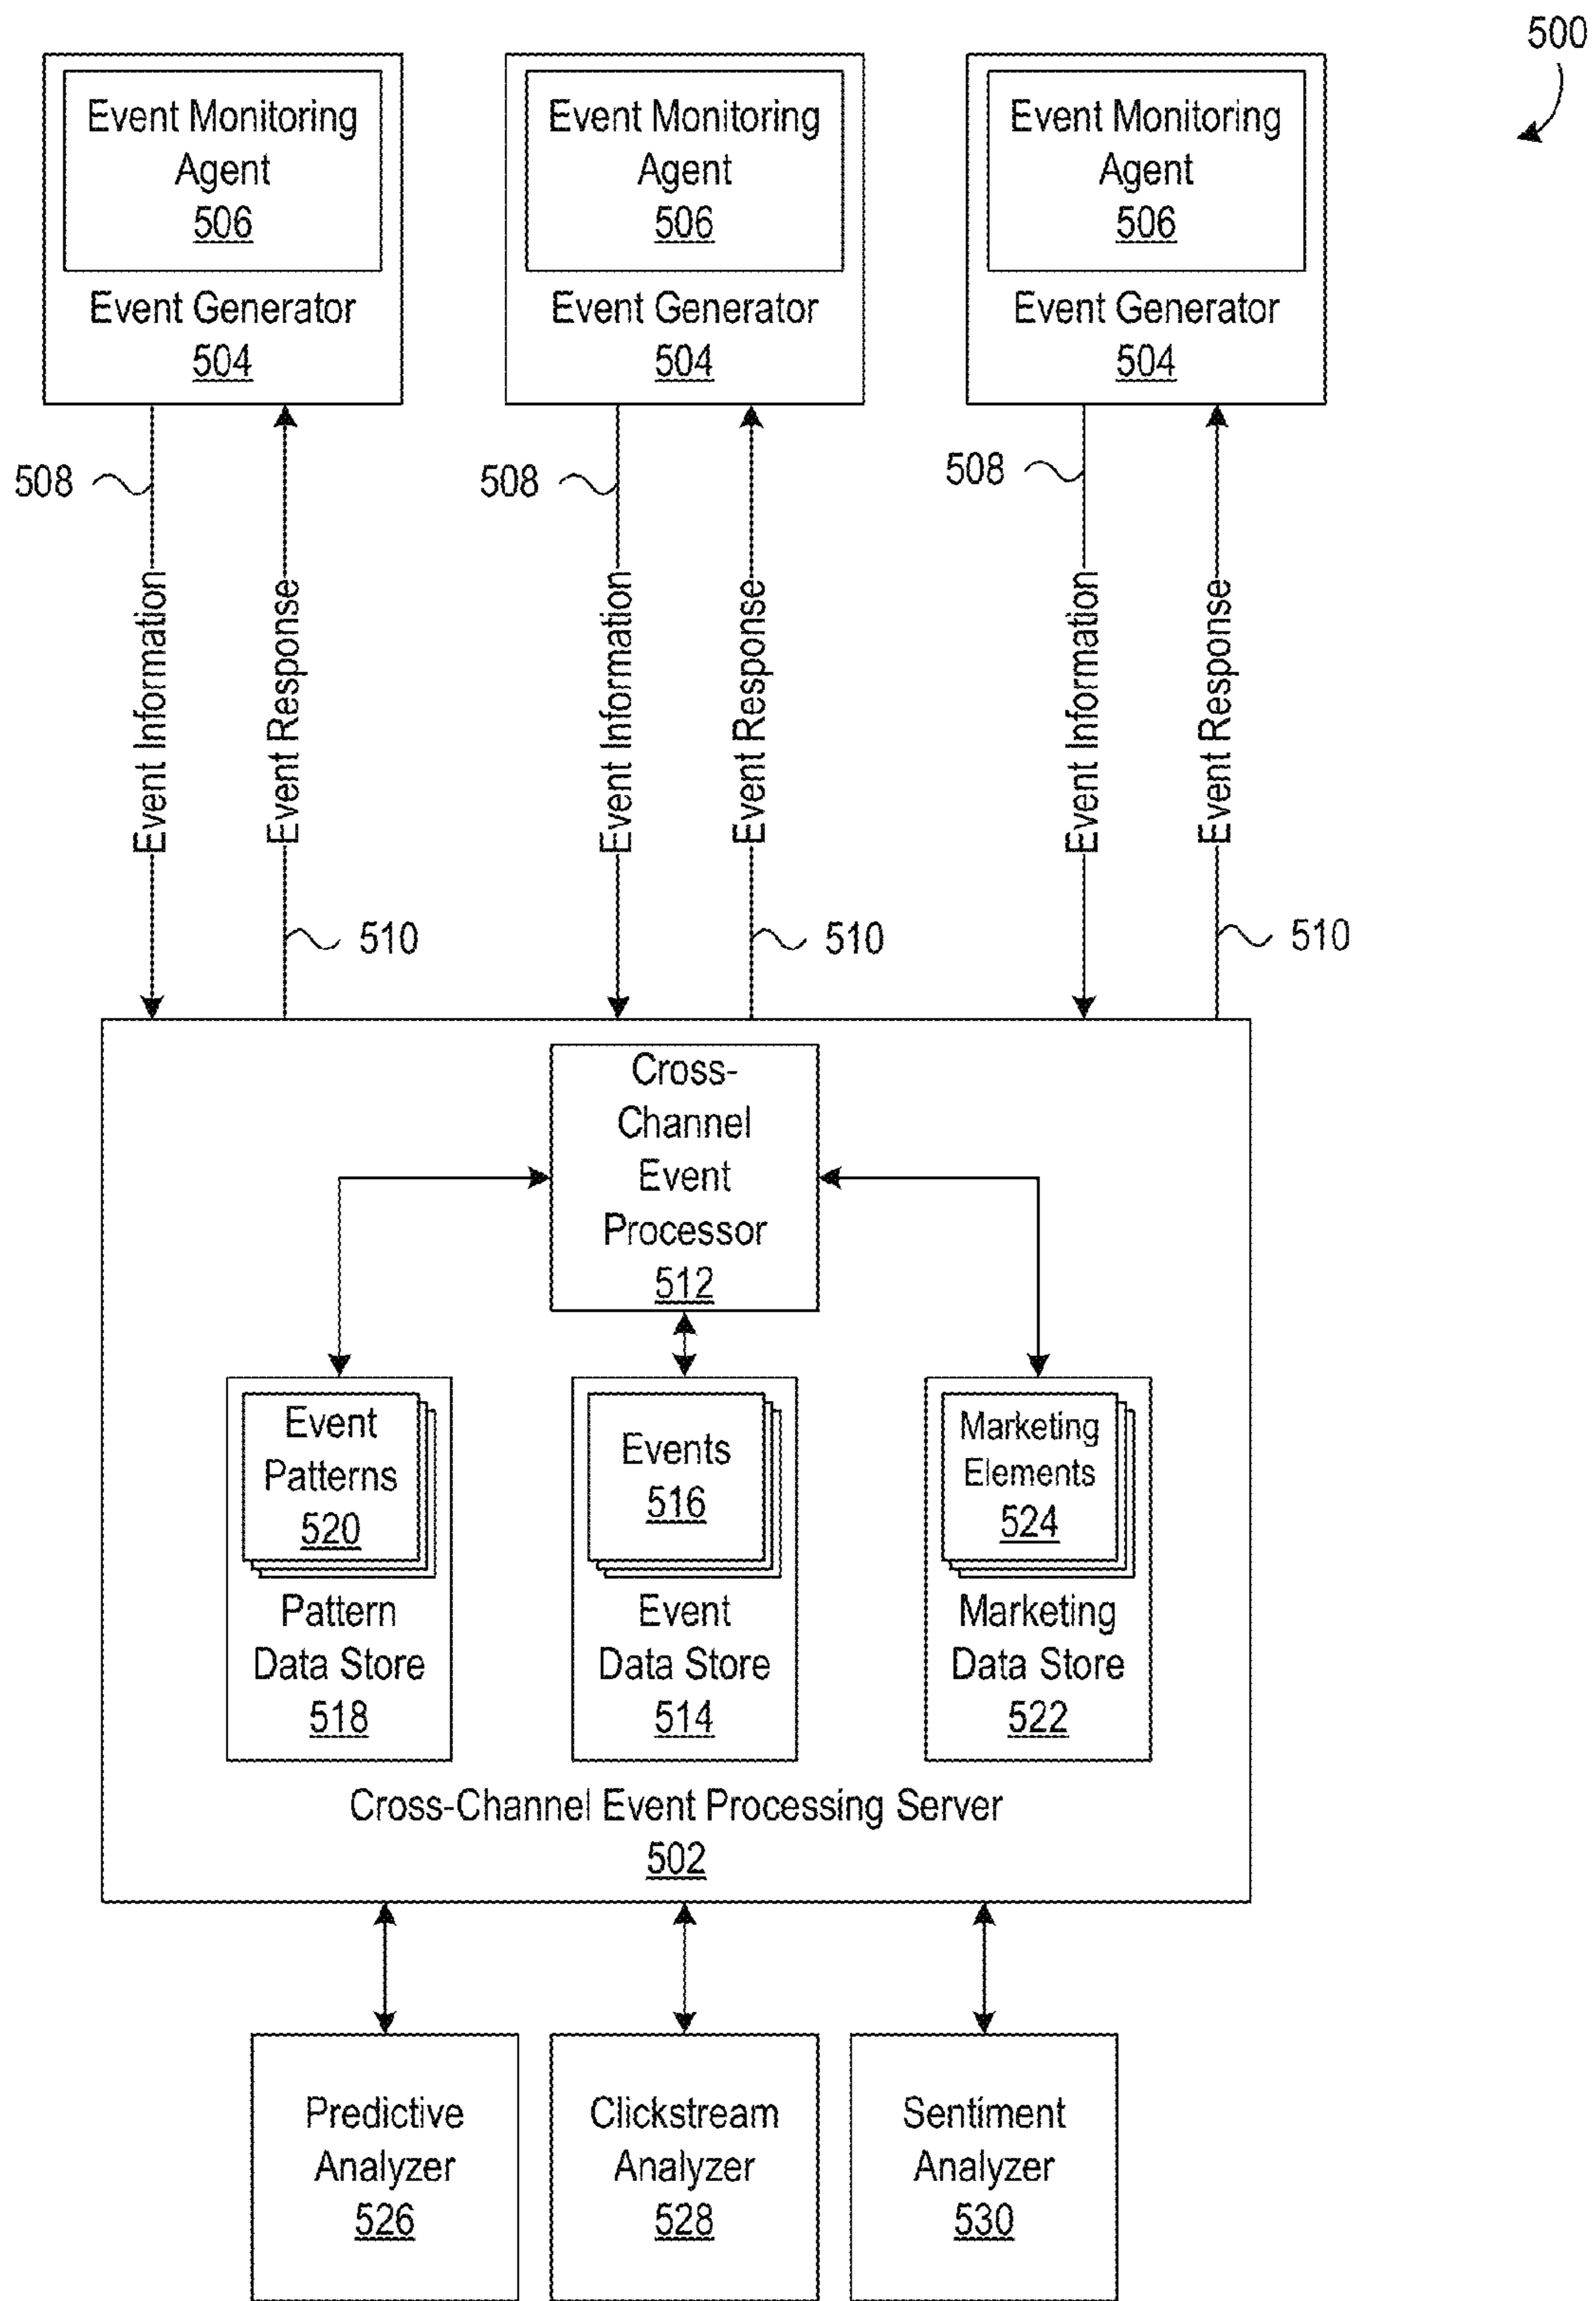 500
Event Monitoring
Agent
506
Event Generator
504
Event Monitoring
Agent
506
Event Generator
504
Event Monitoring
Agent
506
Event Generator
504
508
Event Information
Event Response
510
508
Event Information
Event Response
510
508
Event Information
Event Response
510
Cross-
Channel
Event
Processor
512
Event
Patterns
520
Pattern
Data Store
518
Events
516
Event
Data Store
514
Marketing
Elements
524
Marketing
Data Store
522
Cross-Channel Event Processing Server
502
Predictive
Analyzer
526
Clickstream
Analyzer
528
Sentiment
Analyzer
530